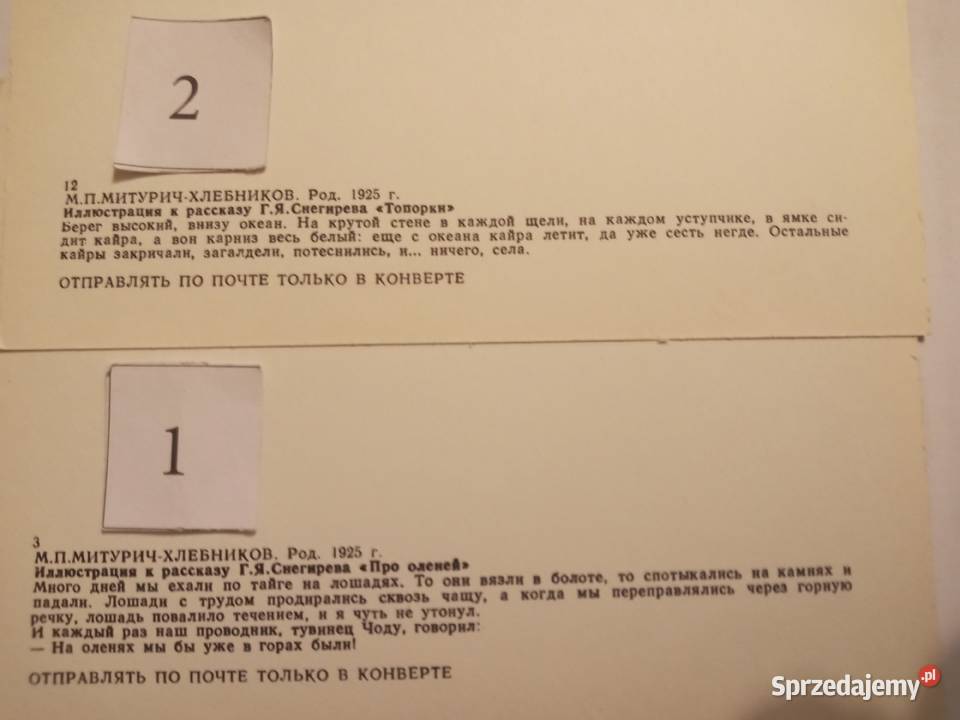 2
12
М.П.МИТУРИЧ-ХЛЕБНИКОВ. Род. 1925 г.
Иллюстрация к рассказу Г.Я.Снегирева «Топорки»
Берег высокий, внизу океан. На крутой стене в каждой щели, на каждом уступчике, в ямке си-
дит кайра, а вон карниз весь белый: еще с океана кайра летит, да уже сесть негде. Остальные
кайры закричали, загалдели, потеснились, и... ничего, села.
ОТПРАВЛЯТЬ ПО ПОЧТЕ ТОЛЬКО В КОНВЕРТЕ
1
3
М.П.МИТУРИЧ-ХЛЕБНИКОВ. Род. 1925 г.
Иллюстрация к рассказу Г.Я.Снегирева «Про оленей»
Много дней мы ехали по тайге на лошадях. То они вязли в болоте, то спотыкались на камнях и
падали. Лошади с трудом продирались сквозь чащу, а когда мы переправлялись через горную
речку, лошадь повалило течением, и я чуть не утонул.
И каждый раз наш проводник, тувинец Чоду, говорил:
— На оленях мы бы уже в горах были!
ОТПРАВЛЯТЬ ПО ПОЧТЕ ТОЛЬКО В КОНВЕРТЕ
Sprzedajemy.pl